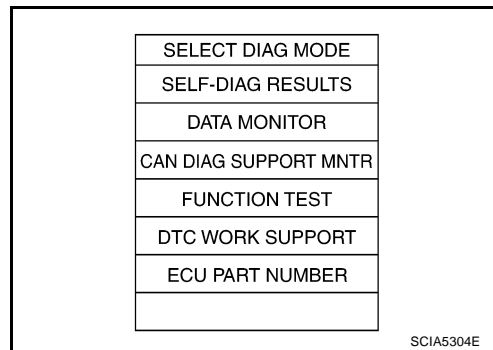 SELECT DIAG MODE
SELF-DIAG RESULTS
DATA MONITOR
CAN DIAG SUPPORT MNTR
FUNCTION TEST
DTC WORK SUPPORT
ECU PART NUMBER
SCIA5304E